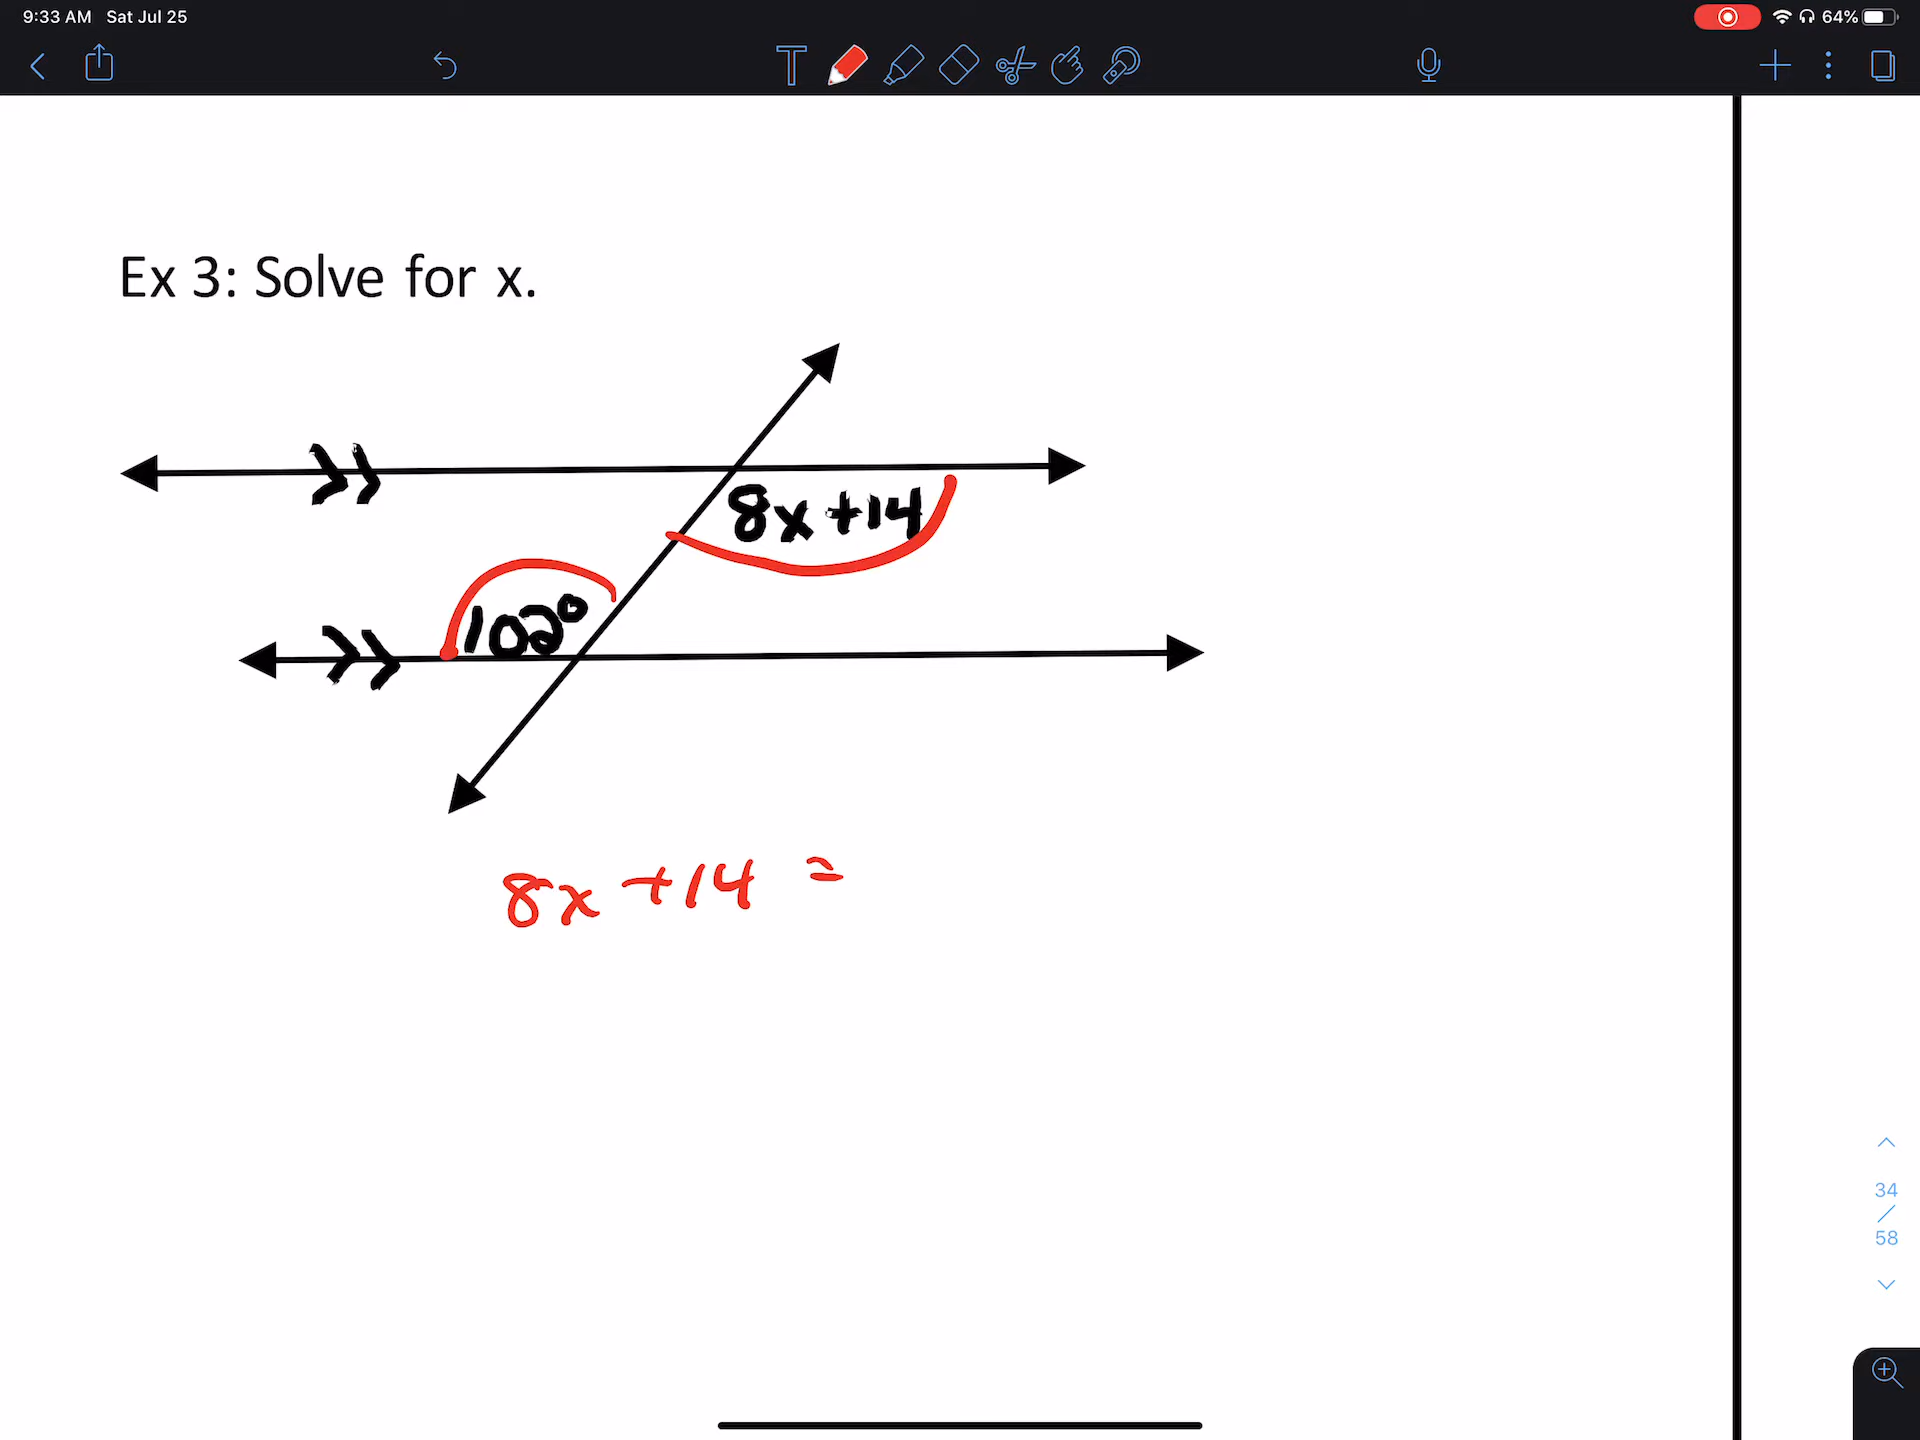 9:33 AM Sat Jul 25
64%
T
Ex 3: Solve for x.
8x+14
102°
8x +14 =
34
/
58